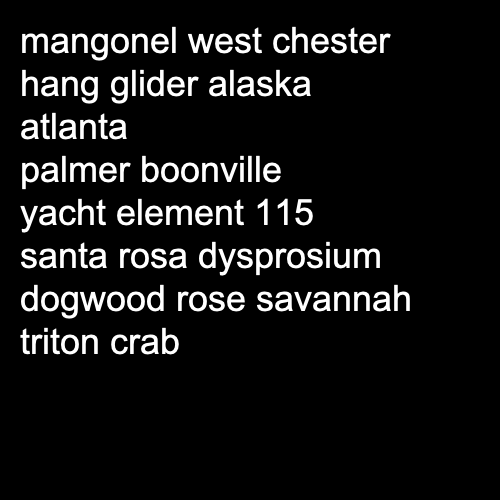 mangonel west chester
hang glider alaska
atlanta
palmer boonville
yacht element 115
santa rosa dysprosium
dogwood rose savannah
triton crab